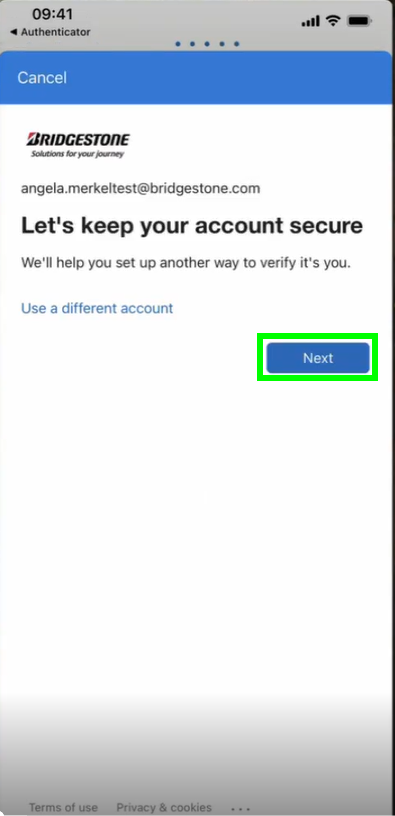 09:41
◀ Authenticator
Cancel
BRIDGESTONE
Solutions for your journey
angela.merkeltest@bridgestone.com
Let's keep your account secure
We'll help you set up another way to verify it's you.
Use a different account
Next
Terms of use Privacy & cookies ...